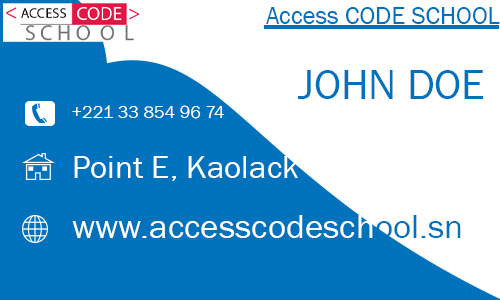 < ACCESS CODE >
SCHOOL
Access CODE SCHOOL
JOHN DOE
+221 33 854 96 74
Point E, Kaolack
www.accesscodeschool.sn